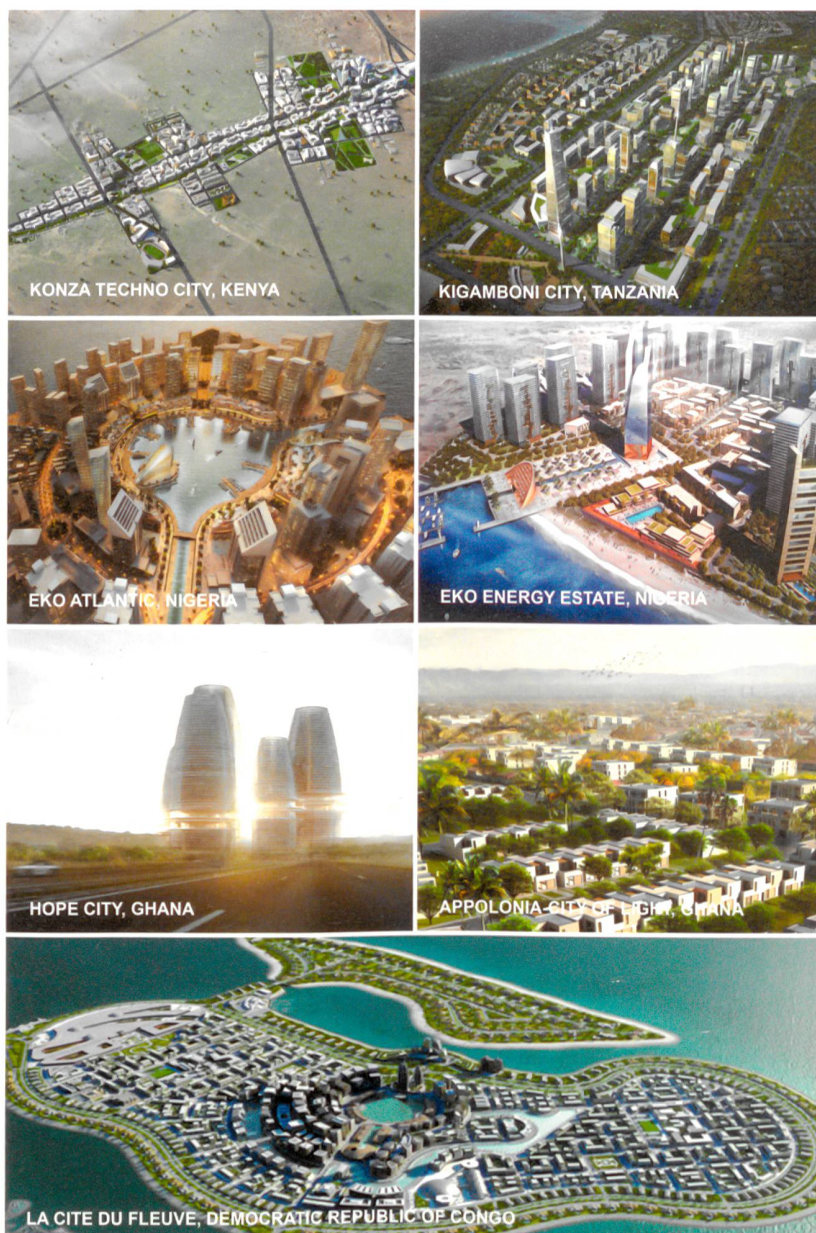 KONZA TECHNO CITY, KENYA
KIGAMBONI CITY, TANZANIA
EKO ATLANTIC, NIGERIA
EKO ENERGY ESTATE, NIGERIA
HOPE CITY, GHANA
APPOLONIA-CITY OF LIGHT, GHANA
LA CITE DU FLEUVE, DEMOCRATIC REPUBLIC OF CONGO